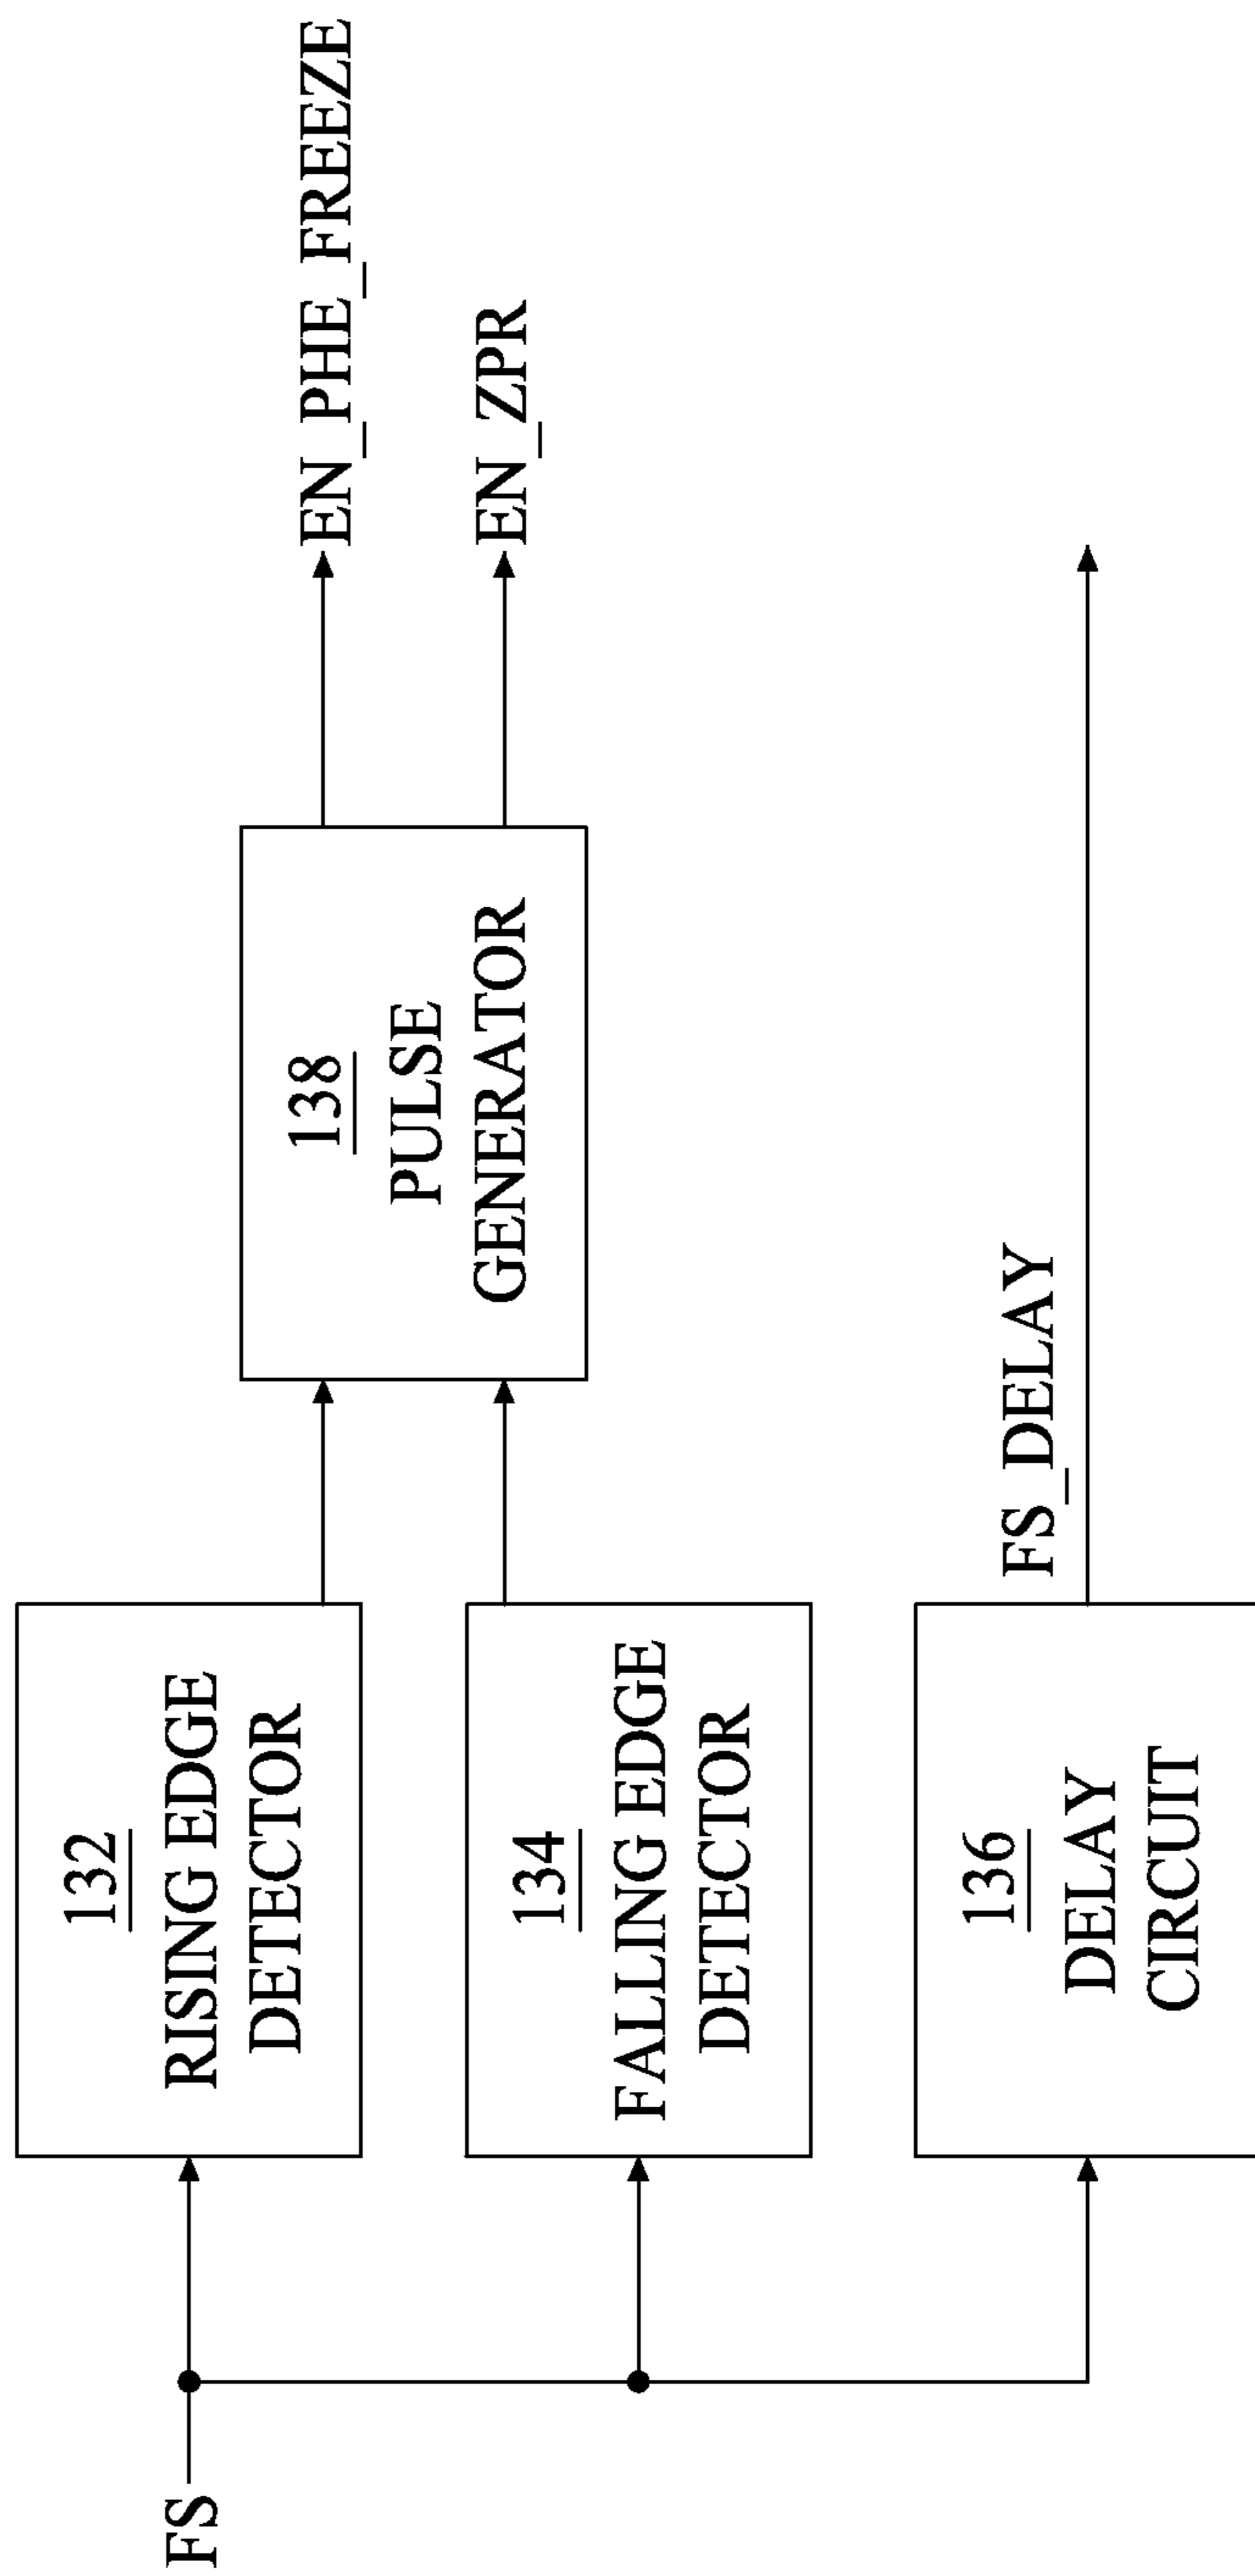 FS
132
RISING EDGE
DETECTOR
134
FALLING EDGE
DETECTOR
136
DELAY
CIRCUIT
138
PULSE
GENERATOR
EN_PHE_FREEZE
EN_ZPR
FS_DELAY